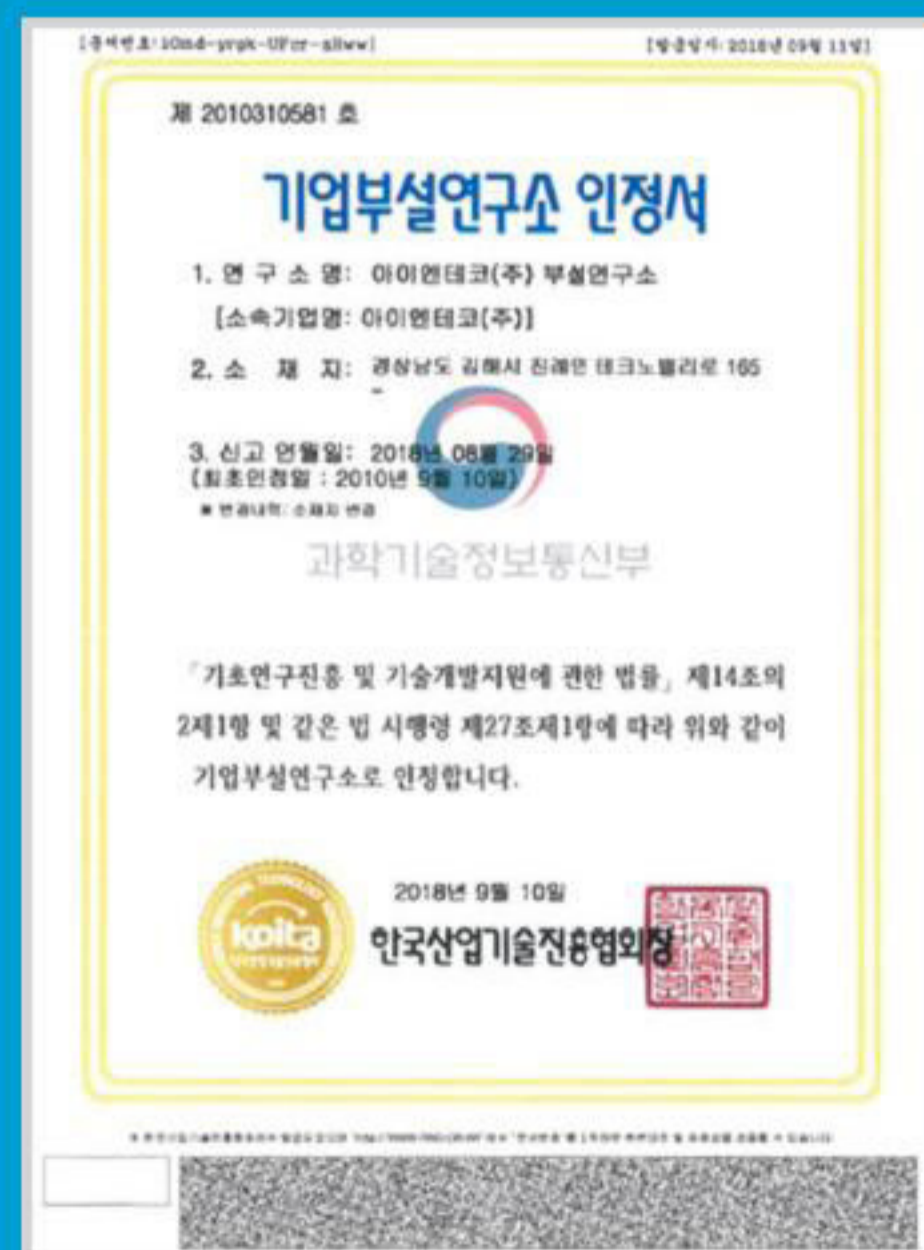 제 2010310581 호
기업부설연구소 인정서
1. 연 구 소 명: 아이엔테코(주) 부설연구소
[소속기업명: 아이엔테코(주)]
2. 소 재 지: 경상남도 김해시 진례면 테크노밸리로 165
3. 신고 연월일: 2018년 08월 29일
(최초인정일 : 2010년 9월 10일)
※ 변경내역: 소재지 변경
과학기술정보통신부
「기초연구진흥 및 기술개발지원에 관한 법률」 제14조의
2제1항 및 같은 법 시행령 제27조제1항에 따라 위와 같이
기업부설연구소로 인정합니다.
2018년 9월 10일
koita
한국산업기술진흥협회장